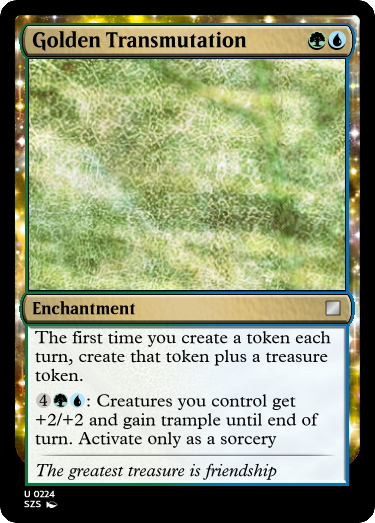 Golden Transmutation
Enchantment
The first time you create a token each
turn, create that token plus a treasure
token.
4: Creatures you control get
+2/+2 and gain trample until end of
turn. Activate only as a sorcery
The greatest treasure is friendship
U 0224
SZS